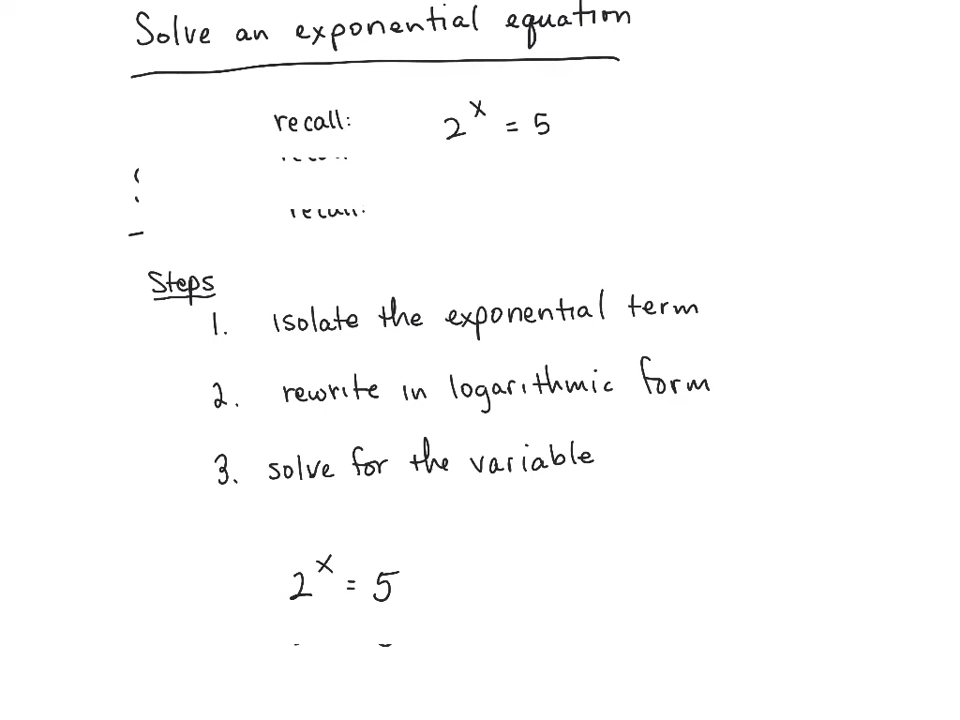 Solve an exponential equation
recall: 2^x = 5
Steps
1. isolate the exponential term
2. rewrite in logarithmic form
3. solve for the variable
2^x = 5